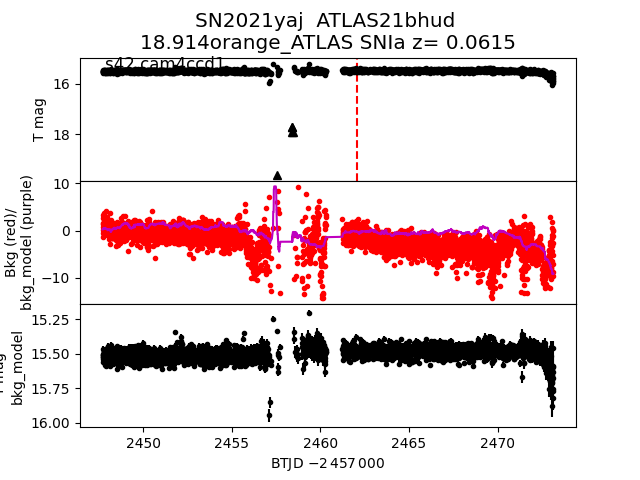 SN2021yaj ATLAS21bhud
18.914orange_ATLAS SNIa z= 0.0615
s42 cam4ccd1
16
18
T mag
10
0
−10
Bkg (red)/
bkg_model (purple)
15.25
15.50
15.75
16.00
bkg_model
2450
2455
2460
2465
2470
BTJD −2 457 000